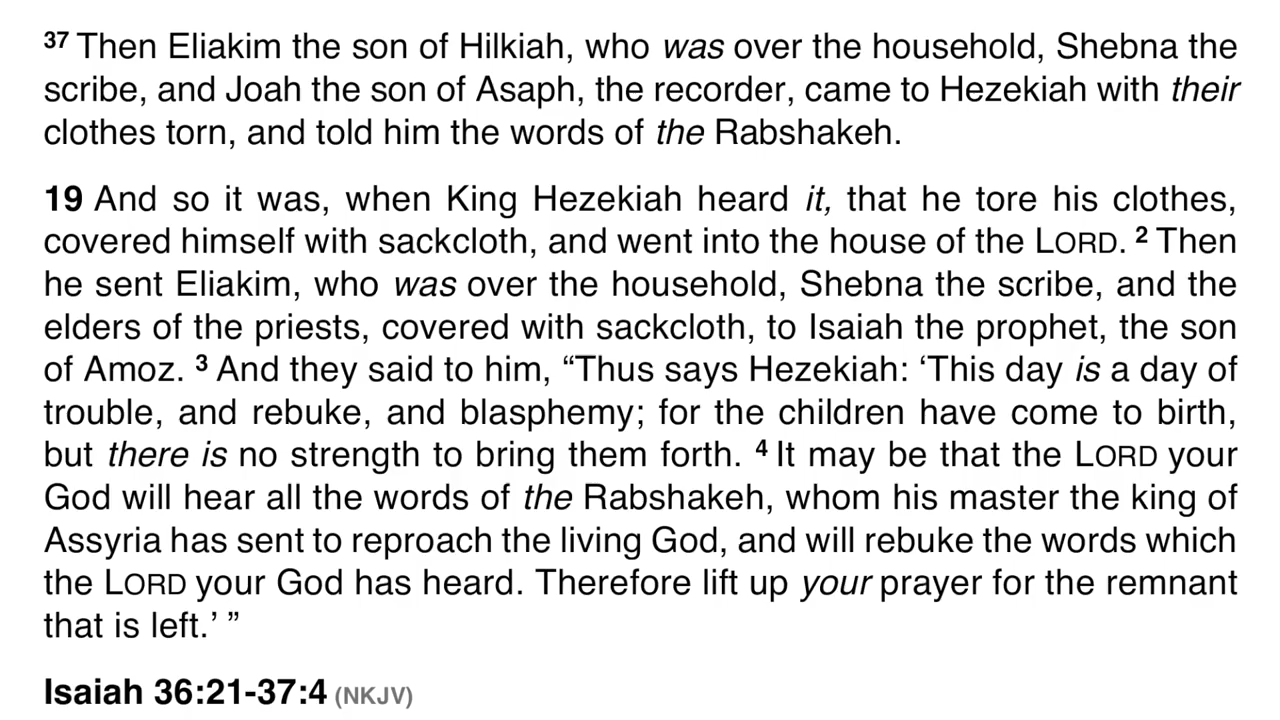 37 Then Eliakim the son of Hilkiah, who was over the household, Shebna the
scribe, and Joah the son of Asaph, the recorder, came to Hezekiah with their
clothes torn, and told him the words of the Rabshakeh.
19 And so it was, when King Hezekiah heard it, that he tore his clothes,
covered himself with sackcloth, and went into the house of the LORD. 2 Then
he sent Eliakim, who was over the household, Shebna the scribe, and the
elders of the priests, covered with sackcloth, to Isaiah the prophet, the son
of Amoz. 3 And they said to him, “Thus says Hezekiah: ‘This day is a day of
trouble, and rebuke, and blasphemy; for the children have come to birth,
but there is no strength to bring them forth. 4 It may be that the LORD your
God will hear all the words of the Rabshakeh, whom his master the king of
Assyria has sent to reproach the living God, and will rebuke the words which
the LORD your God has heard. Therefore lift up your prayer for the remnant
that is left.’ ”
Isaiah 36:21-37:4 (NKJV)